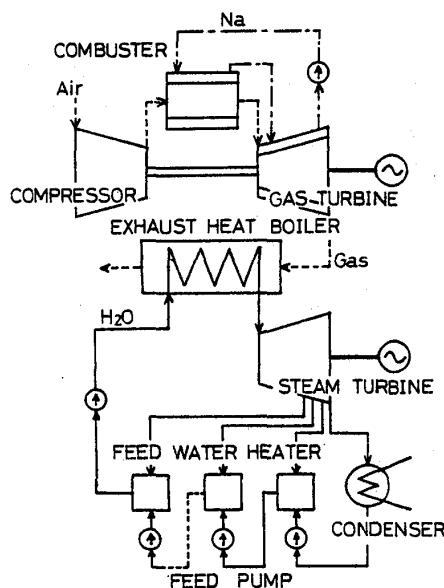 Na
COMBUSTER
Air
COMPRESSOR
GAS TURBINE
EXHAUST HEAT BOILER
Gas
H₂O
STEAM TURBINE
FEED WATER HEATER
CONDENSER
FEED PUMP